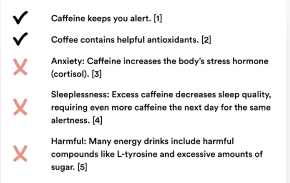 Caffeine keeps you alert. [1]
Coffee contains helpful antioxidants. [2]
Anxiety: Caffeine increases the body's stress hormone
(cortisol). [3]
Sleeplessness: Excess caffeine decreases sleep quality,
requiring even more caffeine the next day for the same
alertness. [4]
Harmful: Many energy drinks include harmful
compounds like L-tyrosine and excessive amounts of
sugar. [5]